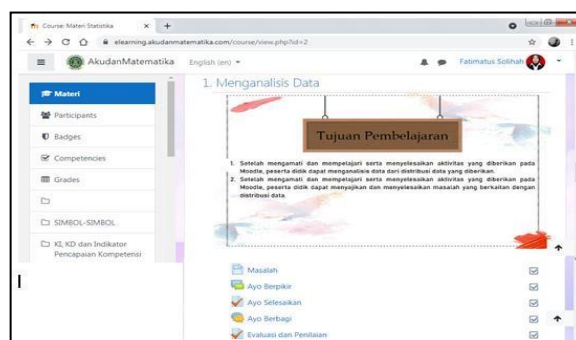 Course: Materi Statistika
elearning.akudanmatematika.com/course/view.php?id=2
AkudanMatematika English (en) Fatimatus Solihah
Materi
Participants
Badges
Competencies
Grades
SIMBOL-SIMBOL
KI, KD dan Indikator
Pencapaian Kompetensi
1. Menganalisis Data
Tujuan Pembelajaran
1. Setelah mengamati dan mempelajari serta menyelesaikan aktivitas yang diberikan pada
Moodle, peserta didik dapat menganalisis data dari distribusi data yang diberikan.
2. Setelah mengamati dan mempelajari serta menyelesaikan aktivitas yang diberikan pada
Moodle, peserta didik dapat menyajikan dan menyelesaikan masalah yang berkaitan dengan
distribusi data.
Masalah
Ayo Berpikir
Ayo Selesaikan
Ayo Berbagi
Evaluasi dan Penilaian